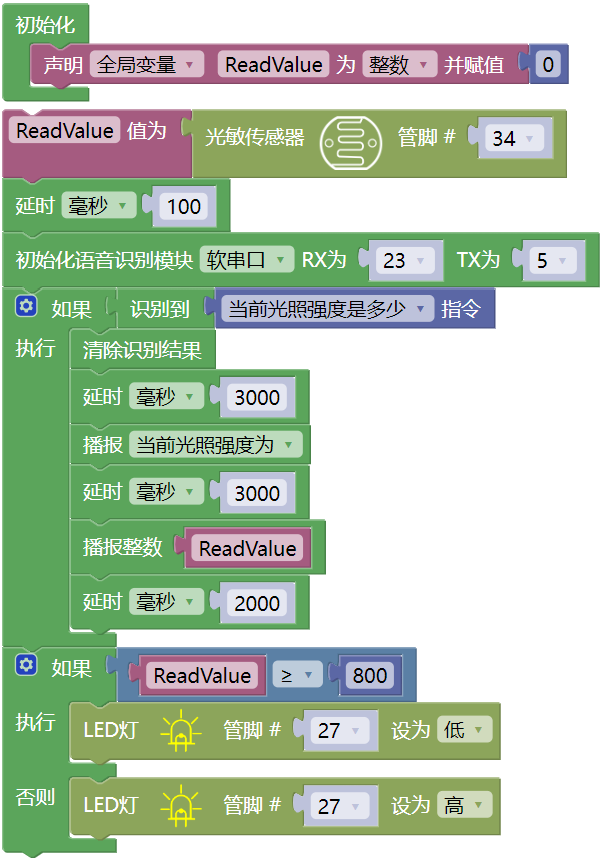 初始化
声明 全局变量 ReadValue 为 整数 并赋值 0
ReadValue 值为 光敏传感器 管脚 # 34
延时 毫秒 100
初始化语音识别模块 软串口 RX为 23 TX为 5
如果 识别到 当前光照强度是多少 指令
执行 清除识别结果
延时 毫秒 3000
播报 当前光照强度为
延时 毫秒 3000
播报整数 ReadValue
延时 毫秒 2000
如果 ReadValue ≥ 800
执行 LED灯 管脚 # 27 设为 低
否则 LED灯 管脚 # 27 设为 高